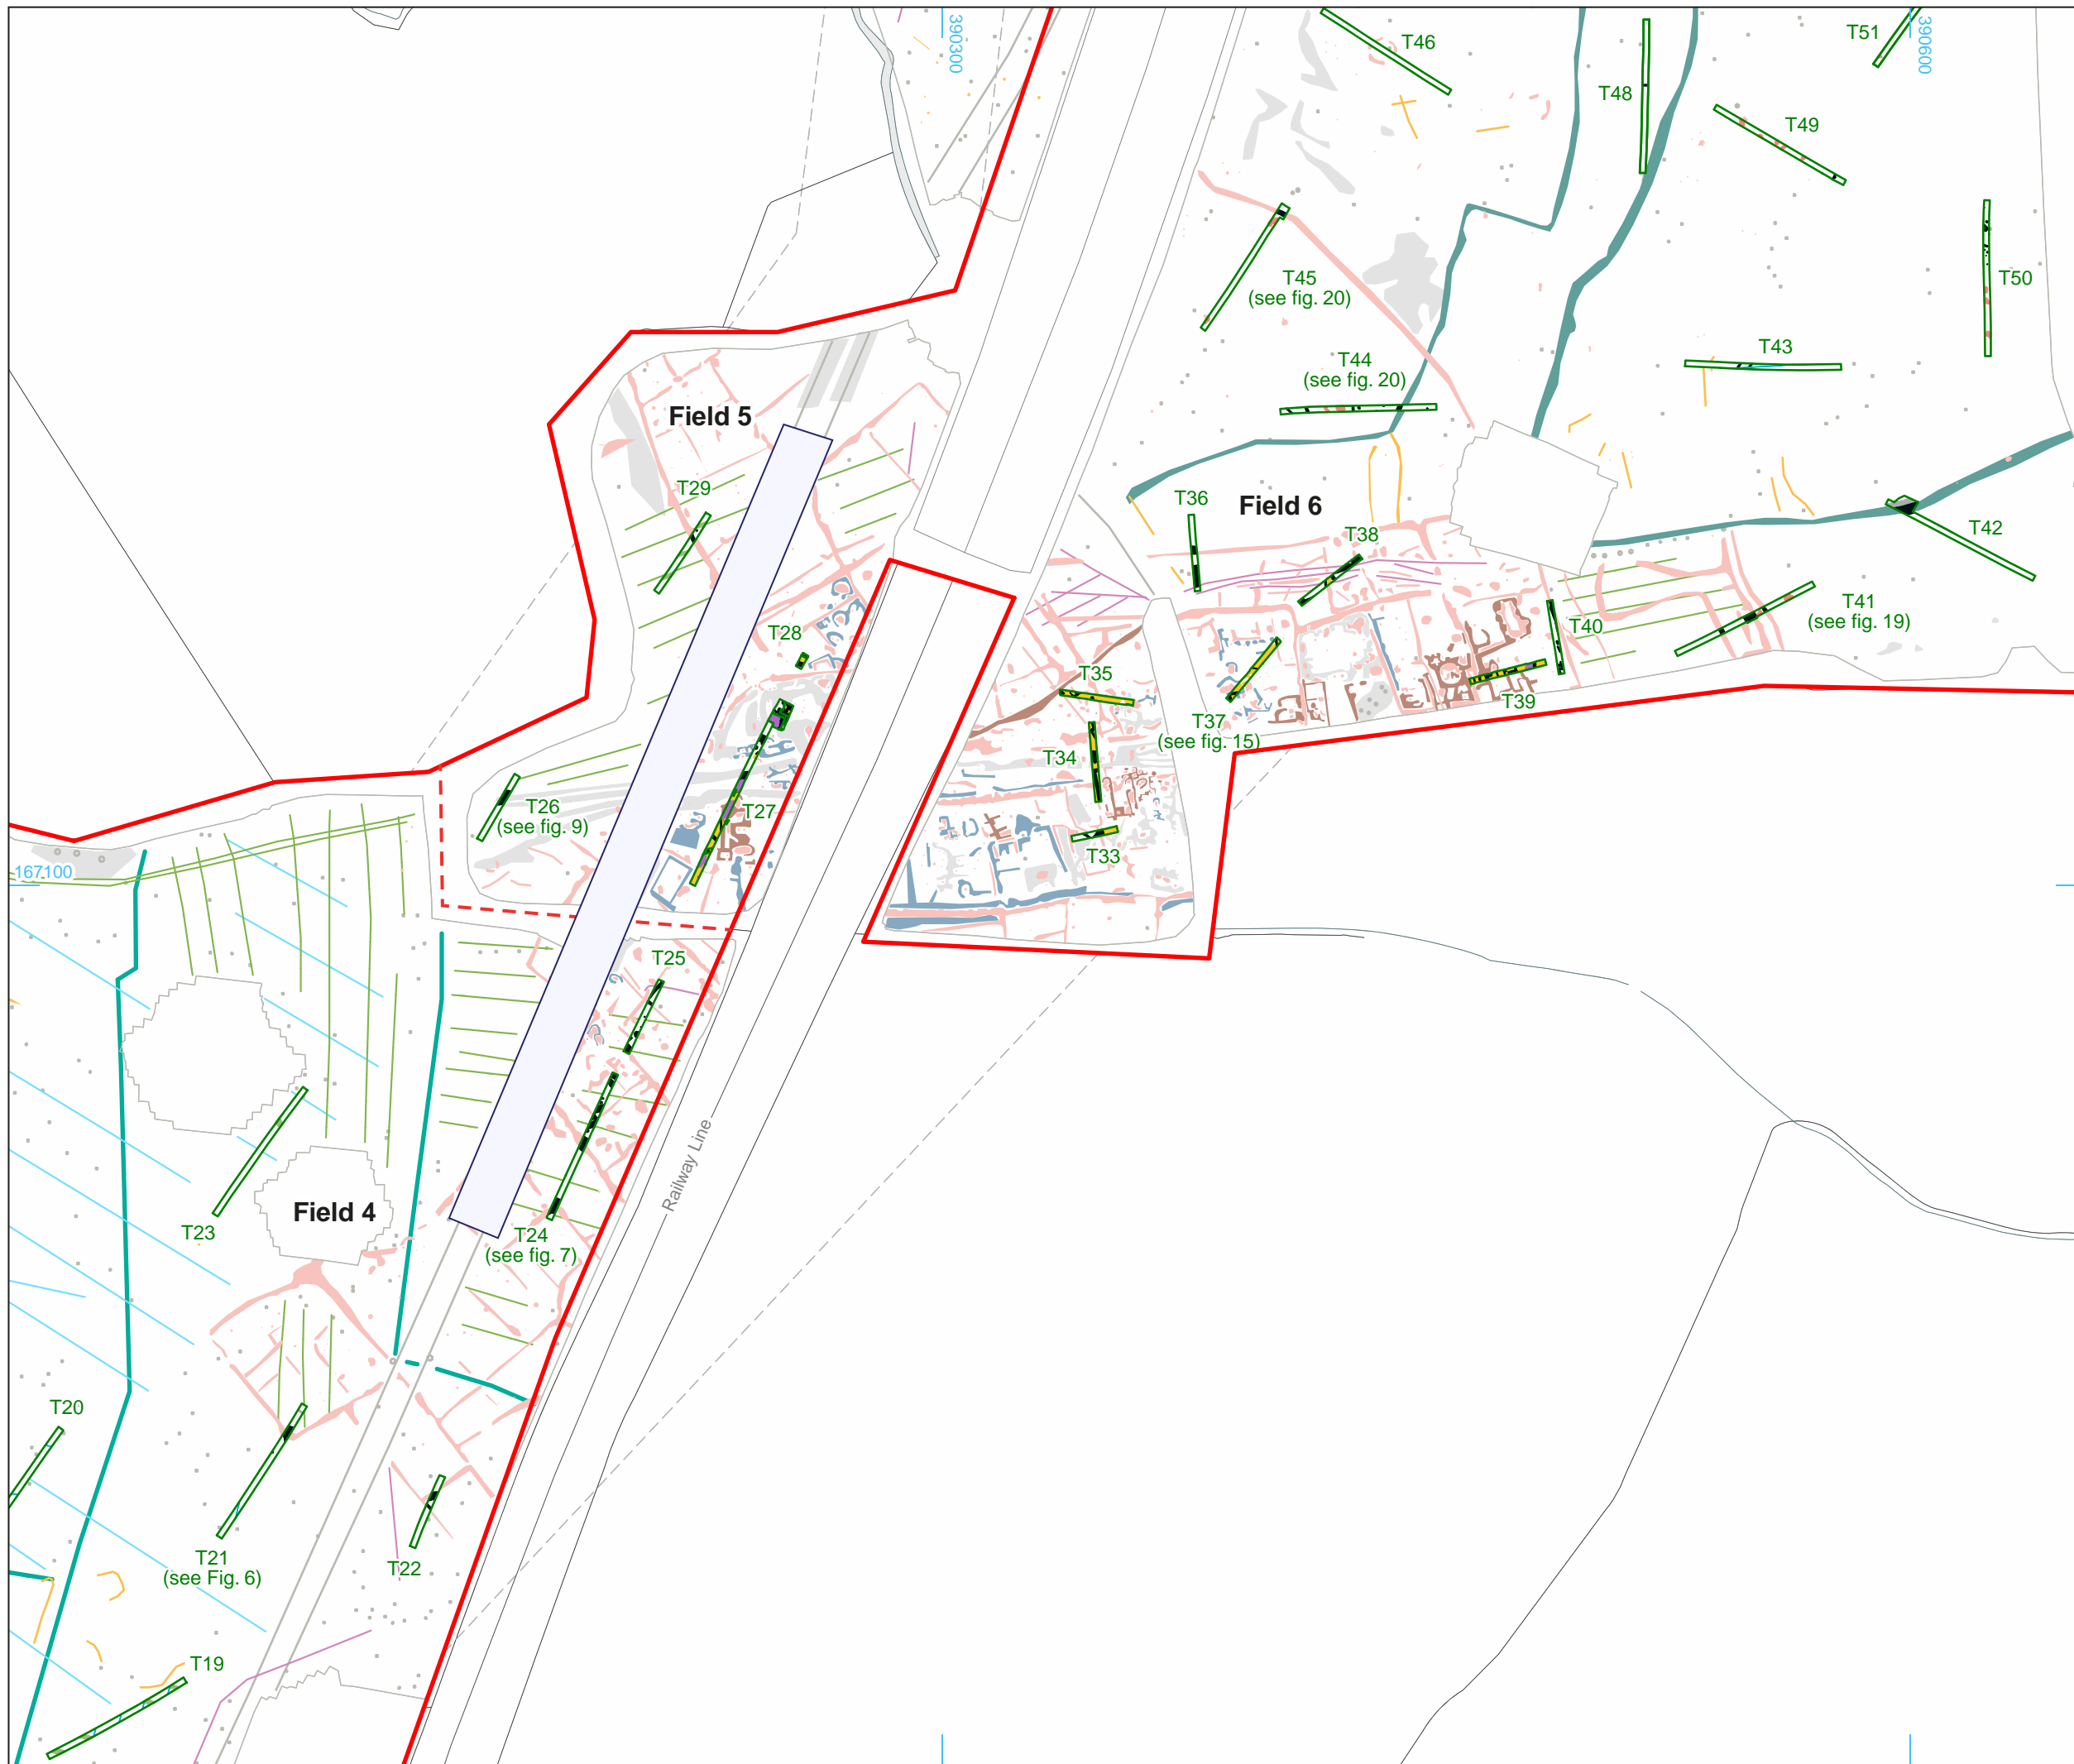 390300
390600
T46
T51
T48
T49
T45
(see fig. 20)
T50
T44
(see fig. 20)
T43
Field 5
T29
T36
Field 6
T38
T42
T28
T40
T41
(see fig. 19)
T35
T39
T37
(see fig. 15)
T34
T26
(see fig. 9)
T27
T33
167100
T25
Railway Line
Field 4
T23
T24
(see fig. 7)
T20
T21
(see Fig. 6)
T22
T19